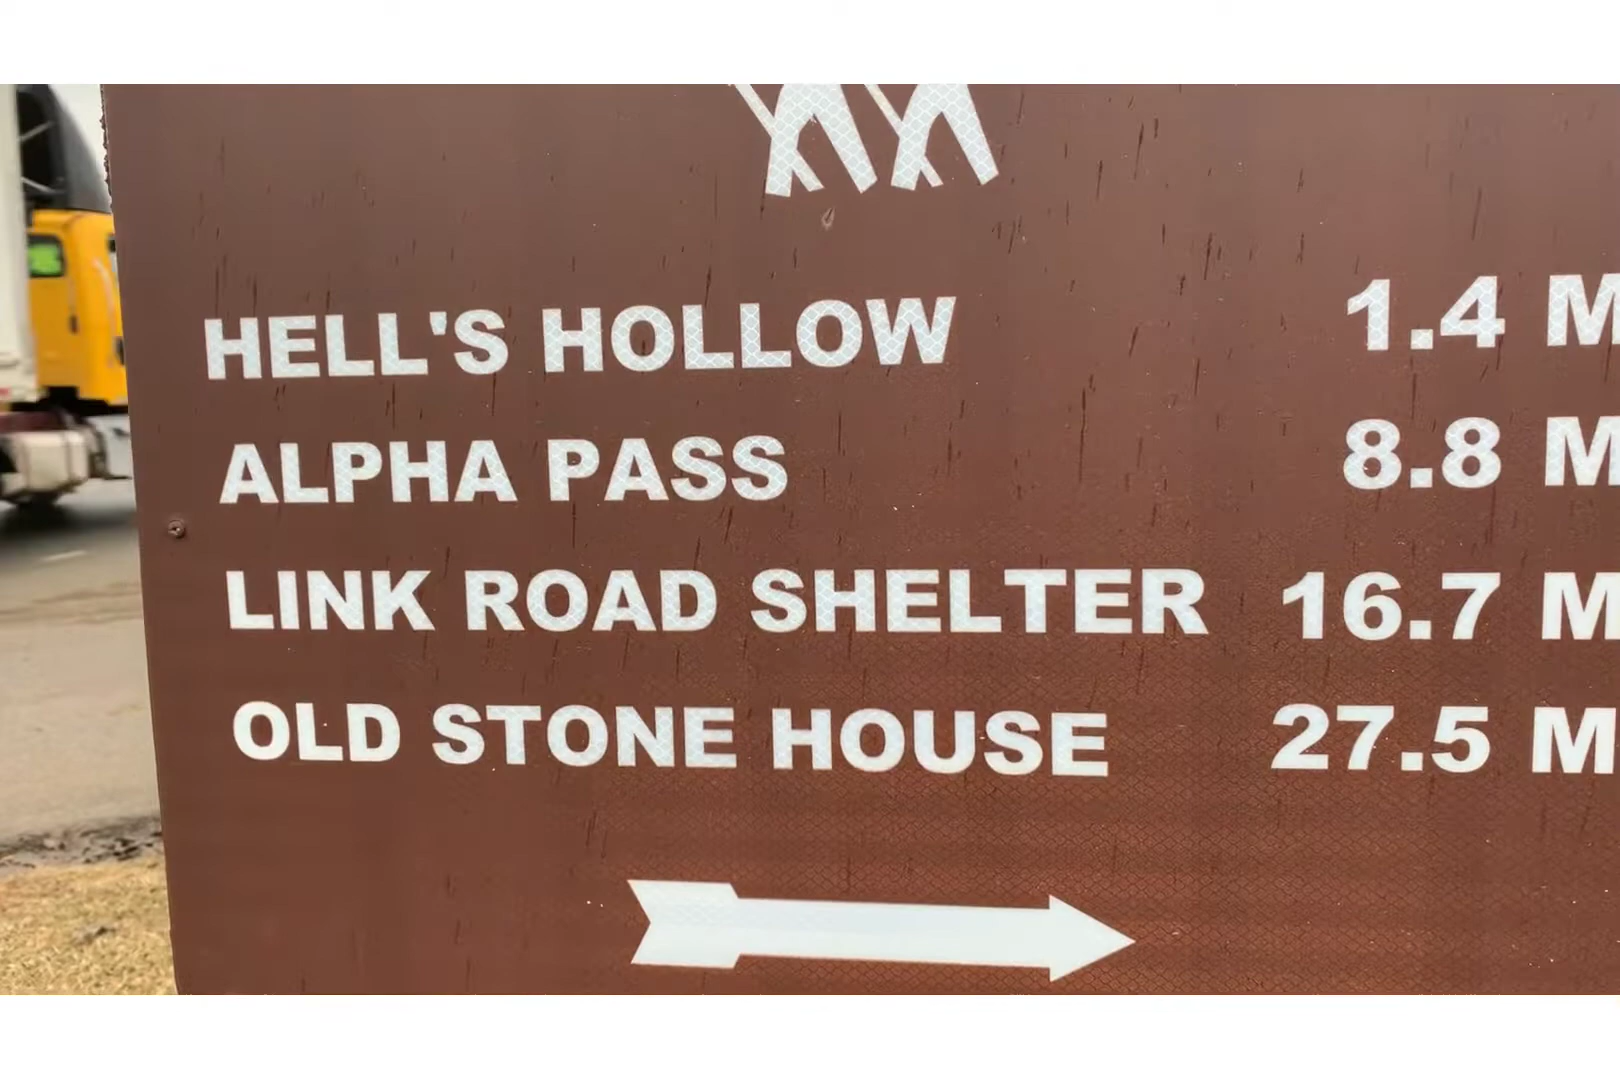 HELL'S HOLLOW 1.4 M
ALPHA PASS 8.8 M
LINK ROAD SHELTER 16.7 M
OLD STONE HOUSE 27.5 M